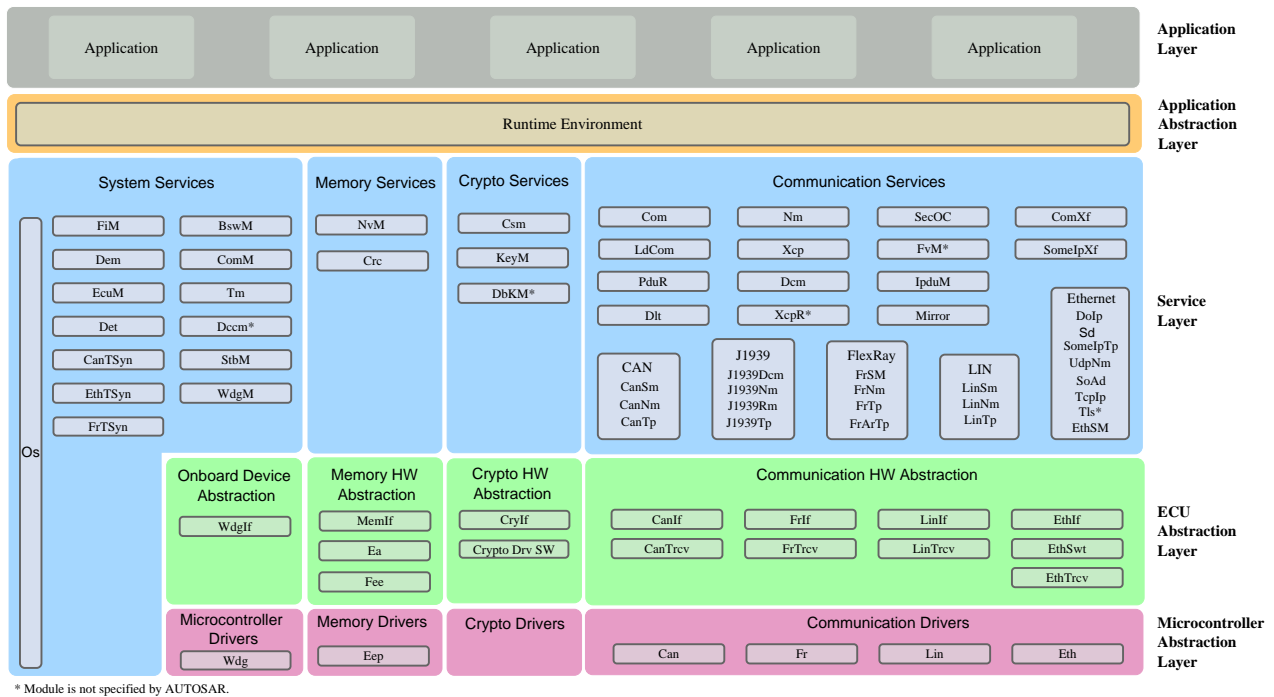 Application
Application
Application
Application
Application
Application
Layer
Runtime Environment
Application
Abstraction
Layer
System Services
FiM
BswM
Dem
ComM
EcuM
Tm
Det
Dccm*
CanTSyn
StbM
EthTSyn
WdgM
FrTSyn
Os
Memory Services
NvM
Crc
Crypto Services
Csm
KeyM
DbKM*
Communication Services
Com
Nm
SecOC
ComXf
LdCom
Xcp
FvM*
SomeIpXf
PduR
Dcm
IpduM
Dlt
XcpR*
Mirror
CAN
CanSm
CanNm
CanTp
J1939
J1939Dcm
J1939Nm
J1939Rm
J1939Tp
FlexRay
FrSM
FrNm
FrTp
FrArTp
LIN
LinSm
LinNm
LinTp
Ethernet
DoIp
Sd
SomeIpTp
UdpNm
SoAd
TcpIp
Tls*
EthSM
Service
Layer
Onboard Device
Abstraction
WdgIf
Memory HW
Abstraction
MemIf
Ea
Fee
Crypto HW
Abstraction
CryIf
Crypto Drv SW
Communication HW Abstraction
CanIf
FrIf
LinIf
EthIf
CanTrcv
FrTrcv
LinTrcv
EthSwt
EthTrcv
ECU
Abstraction
Layer
Microcontroller
Drivers
Wdg
Memory Drivers
Eep
Crypto Drivers
Communication Drivers
Can
Fr
Lin
Eth
Microcontroller
Abstraction
Layer
* Module is not specified by AUTOSAR.